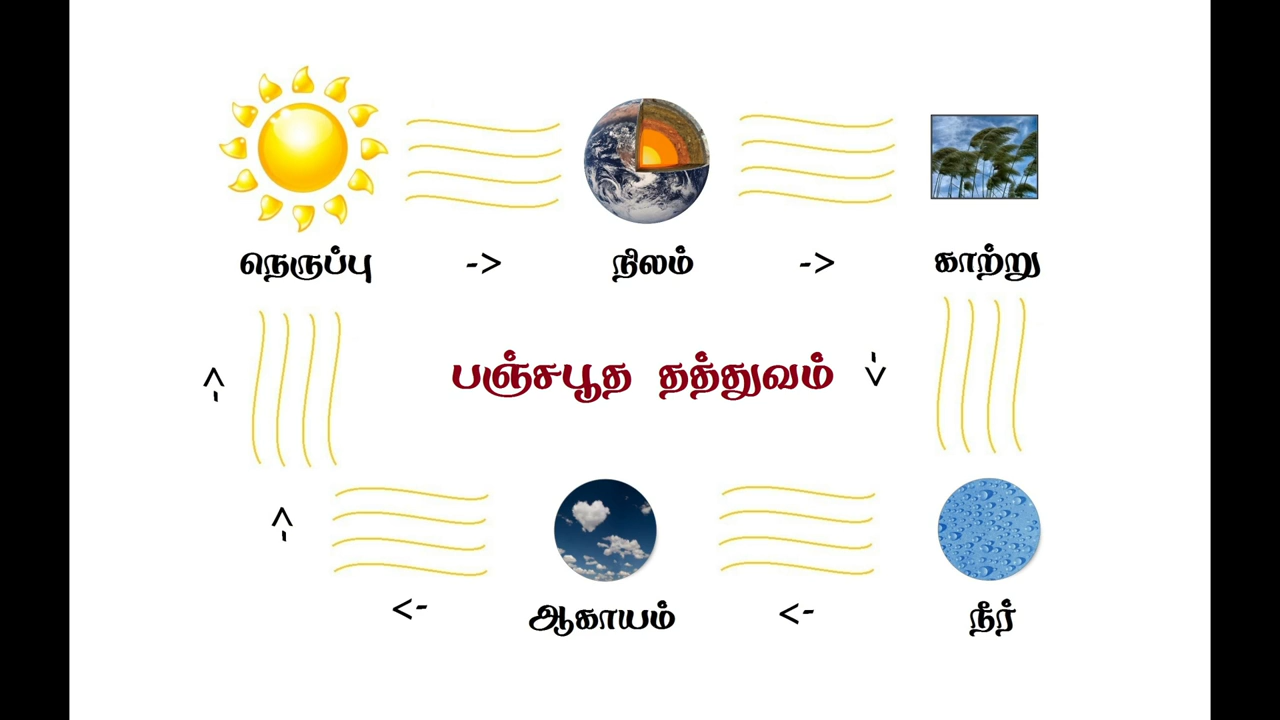 நெருப்பு -> நிலம் -> காற்று
பஞ்சபூத தத்துவம்
ஆகாயம் <- நீர்